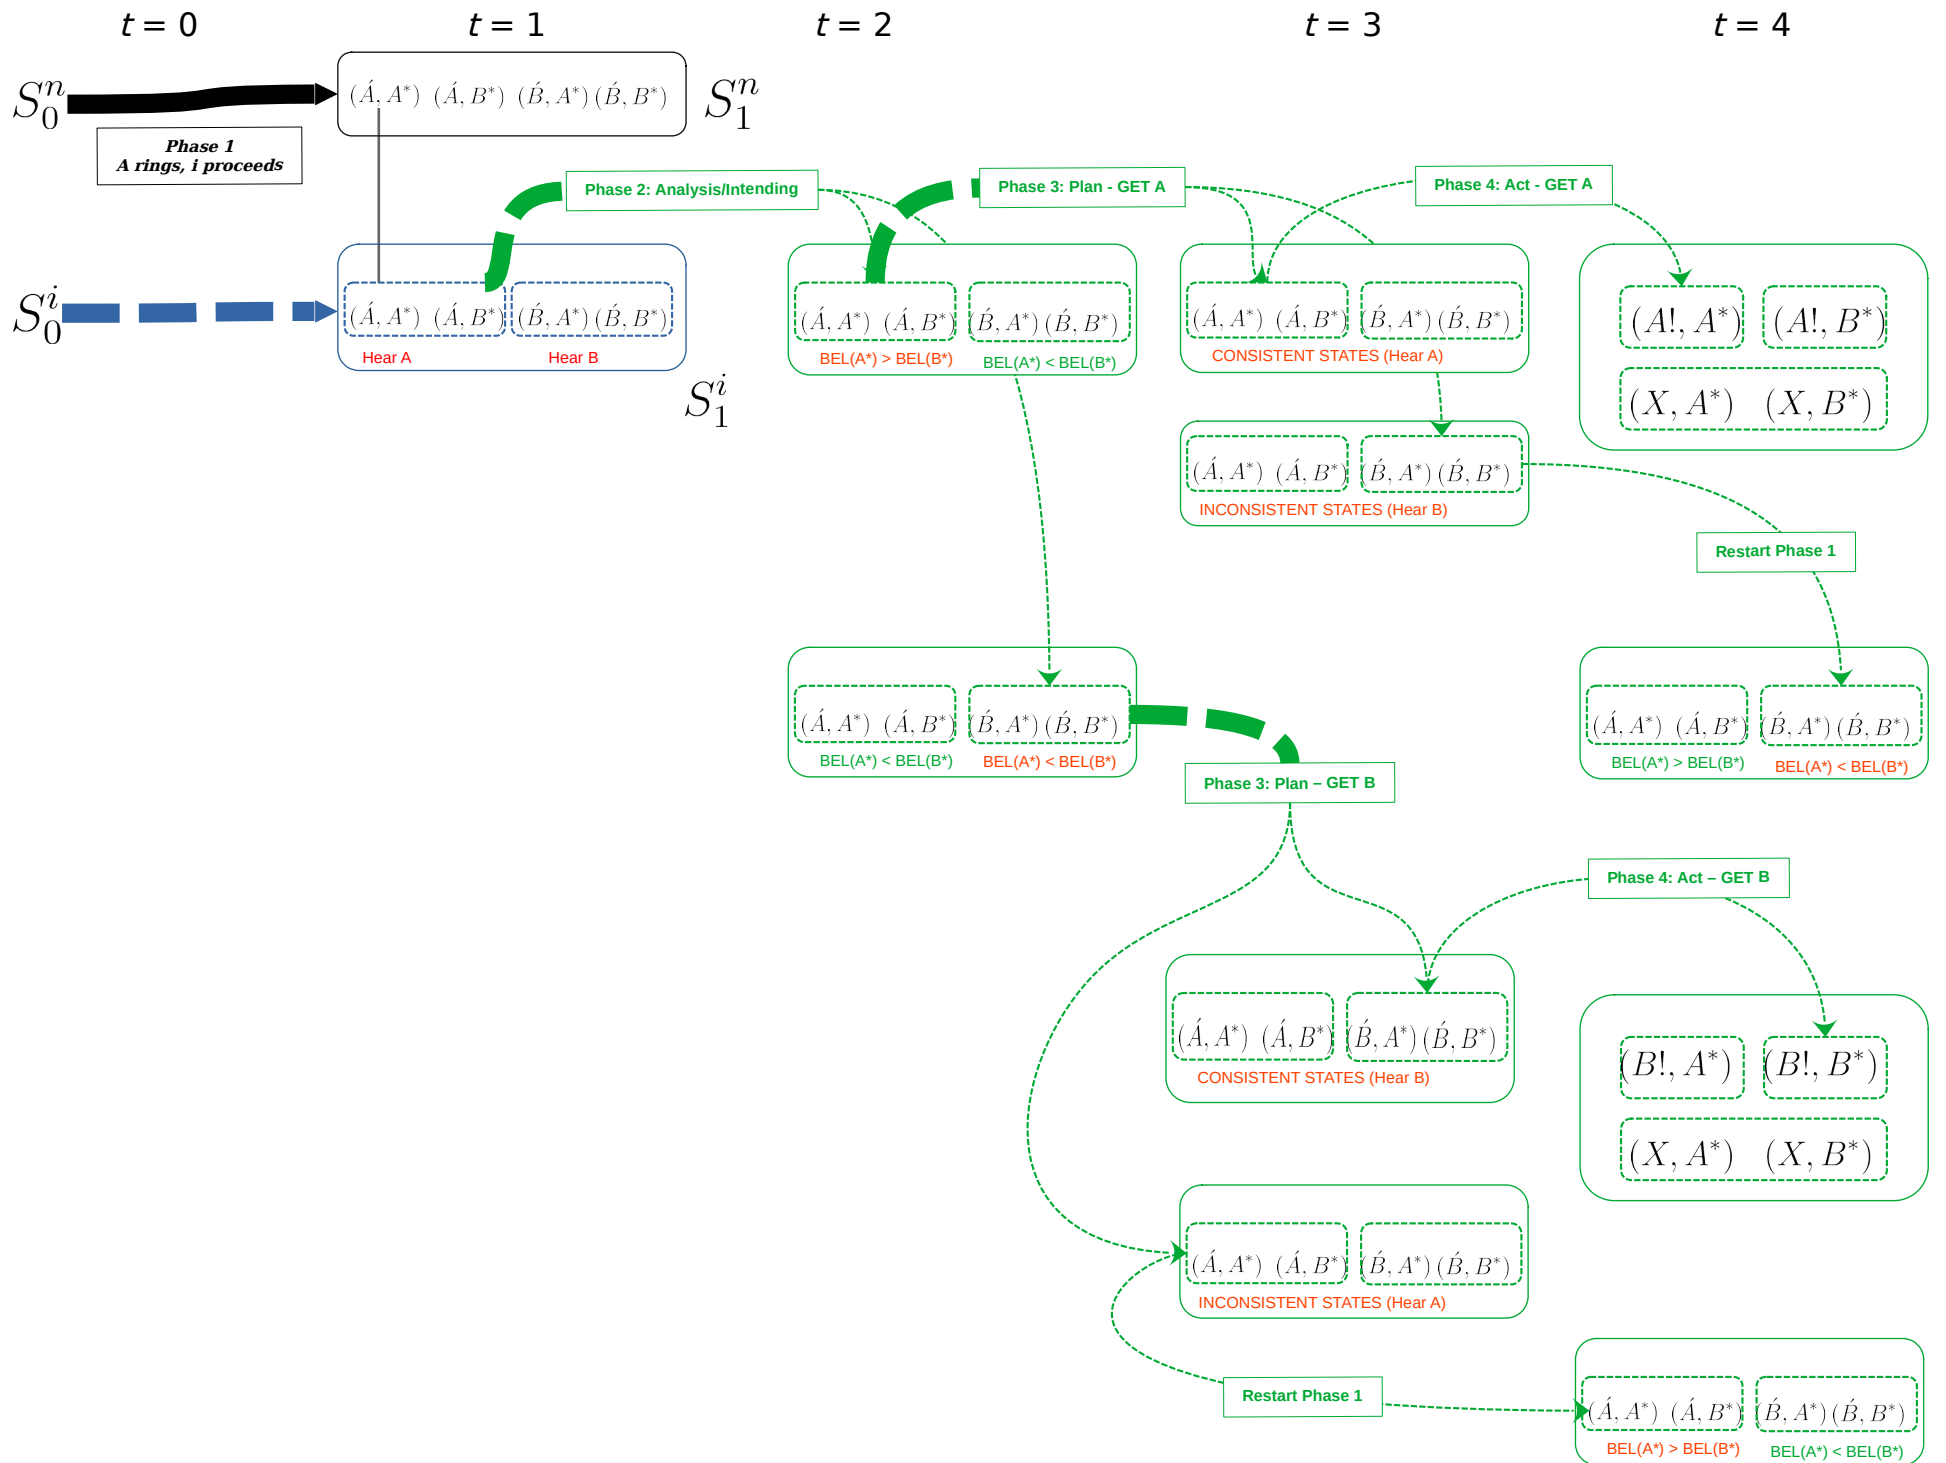 t = 0 t = 1 t = 2 t = 3 t = 4
S_0^n
(Á, A*) (Á, B*) (B́, A*) (B́, B*)
S_1^n
Phase 1
A rings, i proceeds
Phase 2: Analysis/Intending
Phase 3: Plan - GET A
Phase 4: Act - GET A
S_0^i
(Á, A*) (Á, B*) (B́, A*) (B́, B*)
Hear A Hear B
S_1^i
(Á, A*) (Á, B*) (B́, A*) (B́, B*)
BEL(A*) > BEL(B*) BEL(A*) < BEL(B*)
(Á, A*) (Á, B*) (B́, A*) (B́, B*)
CONSISTENT STATES (Hear A)
(A!, A*) (A!, B*)
(X, A*) (X, B*)
(Á, A*) (Á, B*) (B́, A*) (B́, B*)
INCONSISTENT STATES (Hear B)
Restart Phase 1
(Á, A*) (Á, B*) (B́, A*) (B́, B*)
BEL(A*) < BEL(B*) BEL(A*) < BEL(B*)
(Á, A*) (Á, B*) (B́, A*) (B́, B*)
BEL(A*) > BEL(B*) BEL(A*) < BEL(B*)
Phase 3: Plan – GET B
Phase 4: Act – GET B
(Á, A*) (Á, B*) (B́, A*) (B́, B*)
CONSISTENT STATES (Hear B)
(B!, A*) (B!, B*)
(X, A*) (X, B*)
(Á, A*) (Á, B*) (B́, A*) (B́, B*)
INCONSISTENT STATES (Hear A)
Restart Phase 1
(Á, A*) (Á, B*) (B́, A*) (B́, B*)
BEL(A*) > BEL(B*) BEL(A*) < BEL(B*)